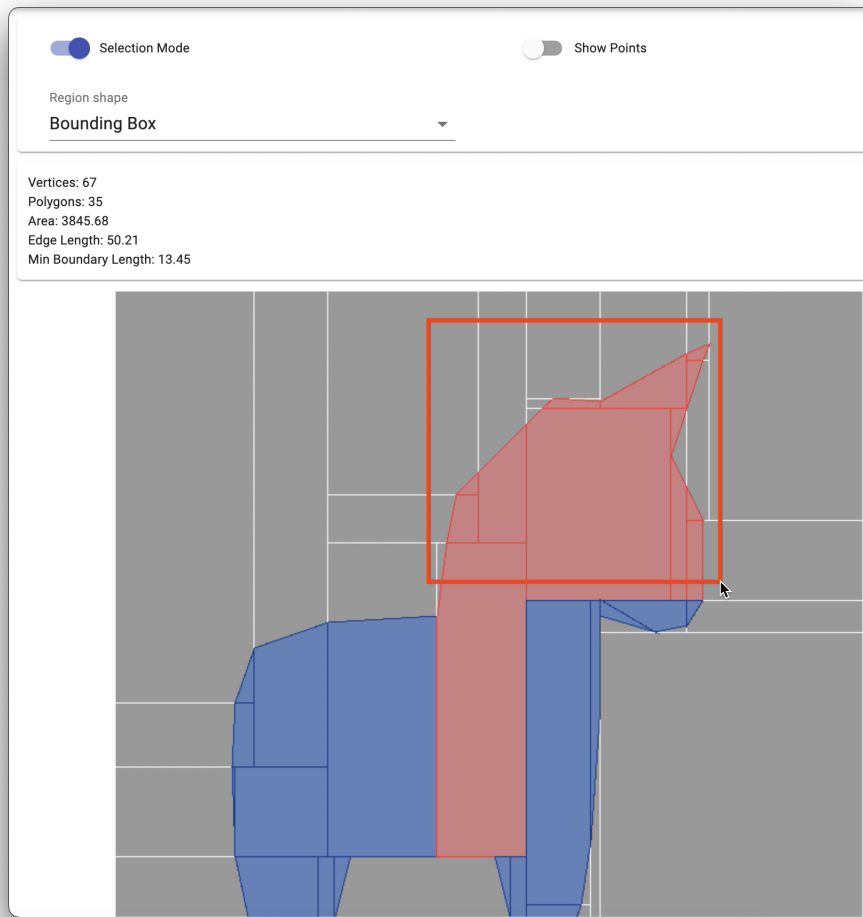 Selection Mode
Show Points
Region shape
Bounding Box
Vertices: 67
Polygons: 35
Area: 3845.68
Edge Length: 50.21
Min Boundary Length: 13.45